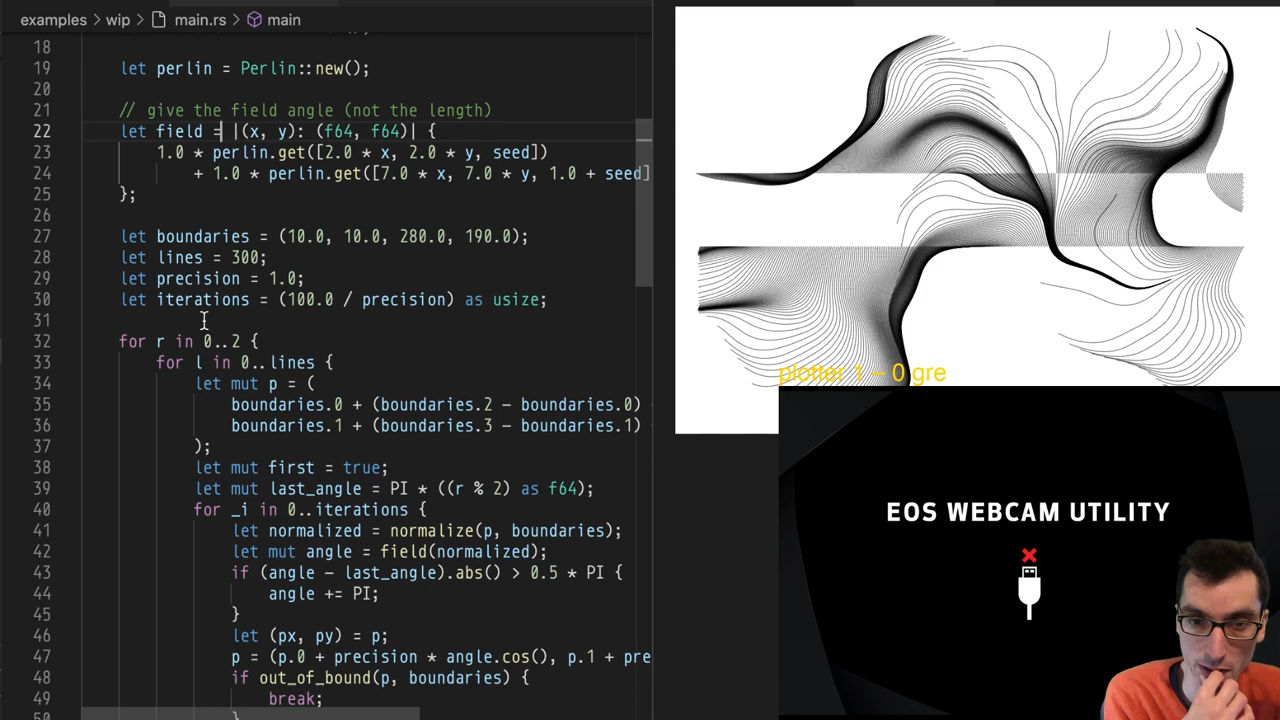 examples › wip › main.rs › main
18
19 let perlin = Perlin::new();
20
21 // give the field angle (not the length)
22 let field = |(x, y): (f64, f64)| {
23 1.0 * perlin.get([2.0 * x, 2.0 * y, seed])
24 + 1.0 * perlin.get([7.0 * x, 7.0 * y, 1.0 + seed]
25 };
26
27 let boundaries = (10.0, 10.0, 280.0, 190.0);
28 let lines = 300;
29 let precision = 1.0;
30 let iterations = (100.0 / precision) as usize;
31
32 for r in 0..2 {
33 for l in 0..lines {
34 let mut p = (
35 boundaries.0 + (boundaries.2 - boundaries.0)
36 boundaries.1 + (boundaries.3 - boundaries.1)
37 );
38 let mut first = true;
39 let mut last_angle = PI * ((r % 2) as f64);
40 for _i in 0..iterations {
41 let normalized = normalize(p, boundaries);
42 let mut angle = field(normalized);
43 if (angle - last_angle).abs() > 0.5 * PI {
44 angle += PI;
45 }
46 let (px, py) = p;
47 p = (p.0 + precision * angle.cos(), p.1 + pre
48 if out_of_bound(p, boundaries) {
49 break;
50 }
plotter 1 – 0 gre
EOS WEBCAM UTILITY